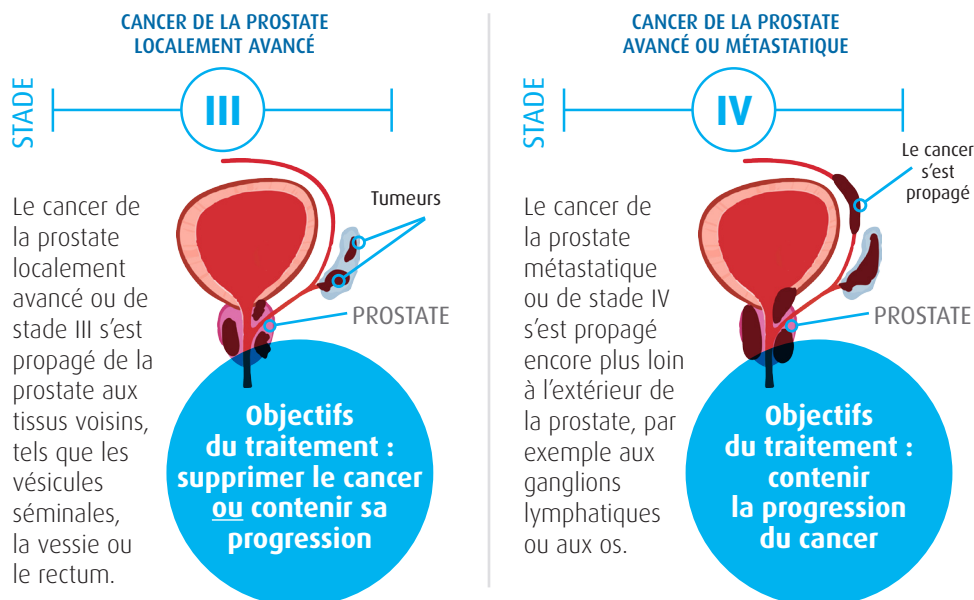 CANCER DE LA PROSTATE
LOCALEMENT AVANCÉ
STADE
III
Le cancer de
la prostate
localement
avancé ou de
stade III s’est
propagé de la
prostate aux
tissus voisins,
tels que les
vésicules
séminales,
la vessie ou
le rectum.
Tumeurs
PROSTATE
Objectifs
du traitement :
supprimer le cancer
ou contenir sa
progression
CANCER DE LA PROSTATE
AVANCÉ OU MÉTASTATIQUE
STADE
IV
Le cancer
s’est
propagé
Le cancer de
la prostate
métastatique
ou de stade IV
s’est propagé
encore plus loin
à l’extérieur de
la prostate, par
exemple aux
ganglions
lymphatiques
ou aux os.
PROSTATE
Objectifs
du traitement :
contenir
la progression
du cancer